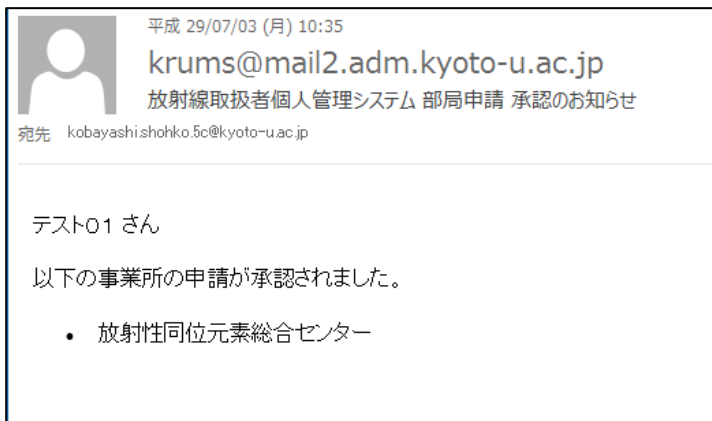 平成 29/07/03 (月) 10:35
krums@mail2.adm.kyoto-u.ac.jp
放射線取扱者個人管理システム 部局申請 承認のお知らせ
宛先 kobayashi.shohko.5c@kyoto-u.ac.jp
テスト01 さん
以下の事業所の申請が承認されました。
• 放射性同位元素総合センター